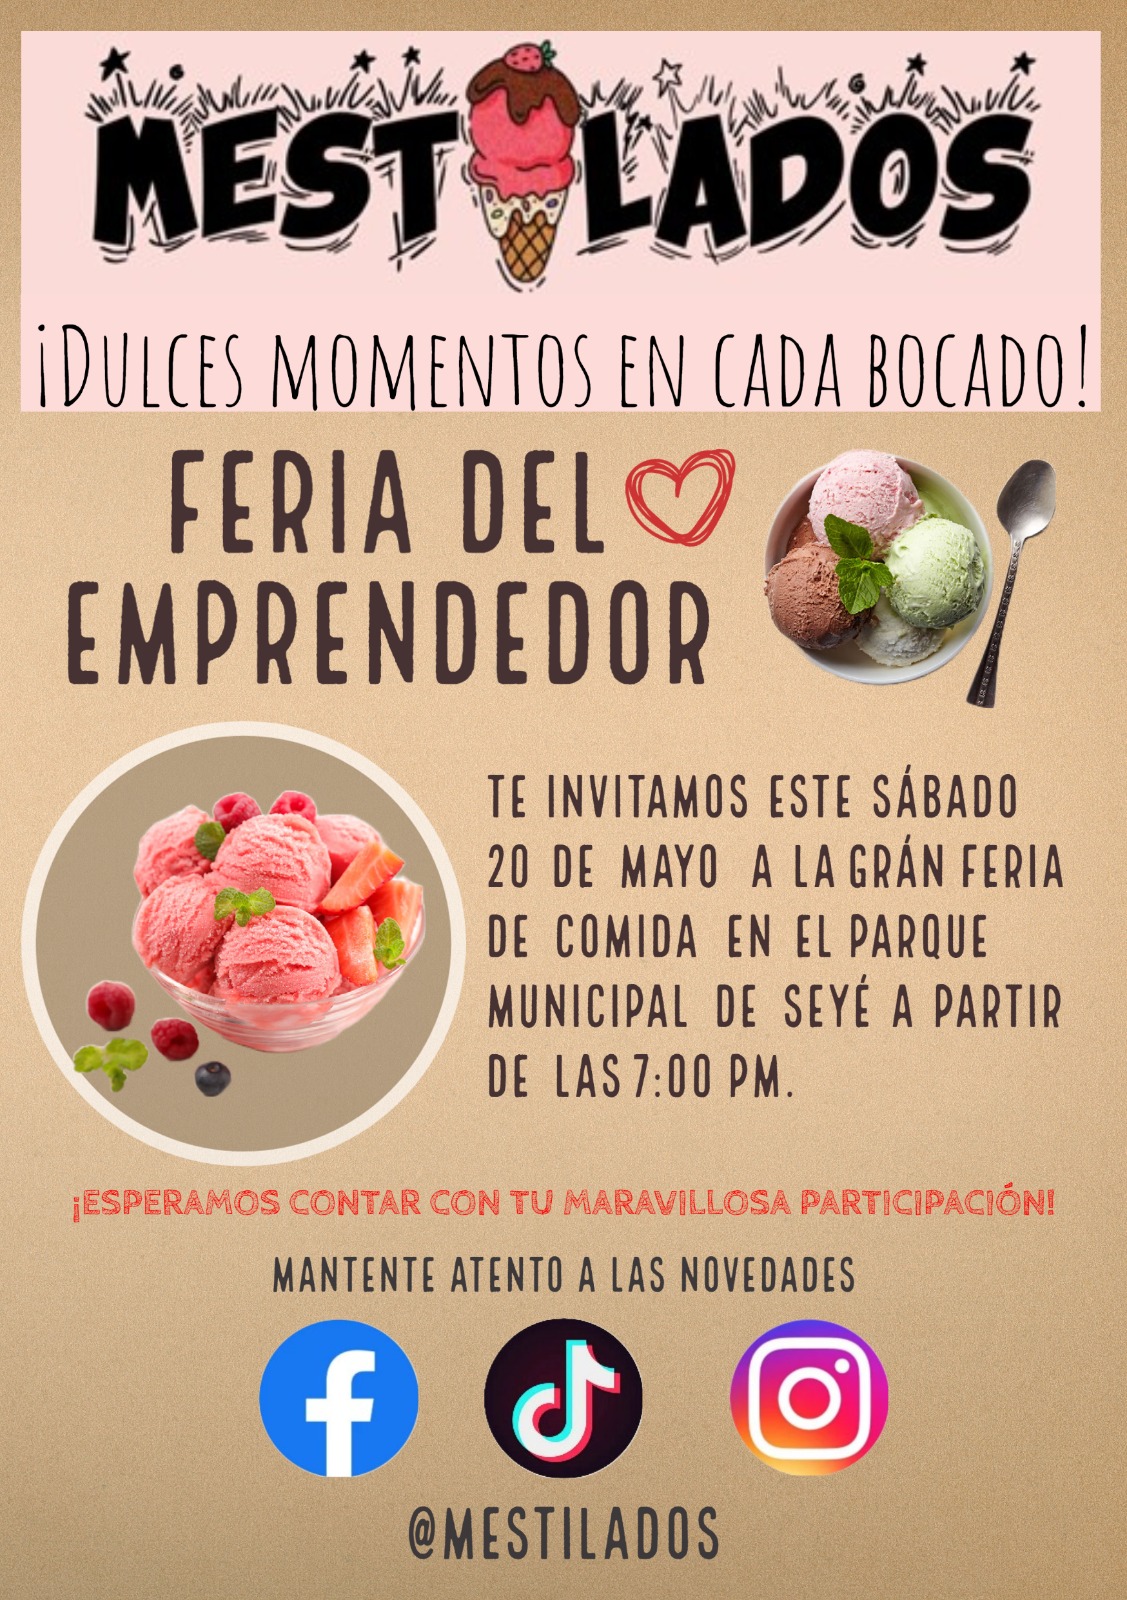 MESTILADOS
¡DULCES MOMENTOS EN CADA BOCADO!
FERIA DEL
EMPRENDEDOR
TE INVITAMOS ESTE SÁBADO
20 DE MAYO A LA GRÁN FERIA
DE COMIDA EN EL PARQUE
MUNICIPAL DE SEYÉ A PARTIR
DE LAS 7:00 PM.
¡ESPERAMOS CONTAR CON TU MARAVILLOSA PARTICIPACIÓN!
MANTENTE ATENTO A LAS NOVEDADES
@MESTILADOS